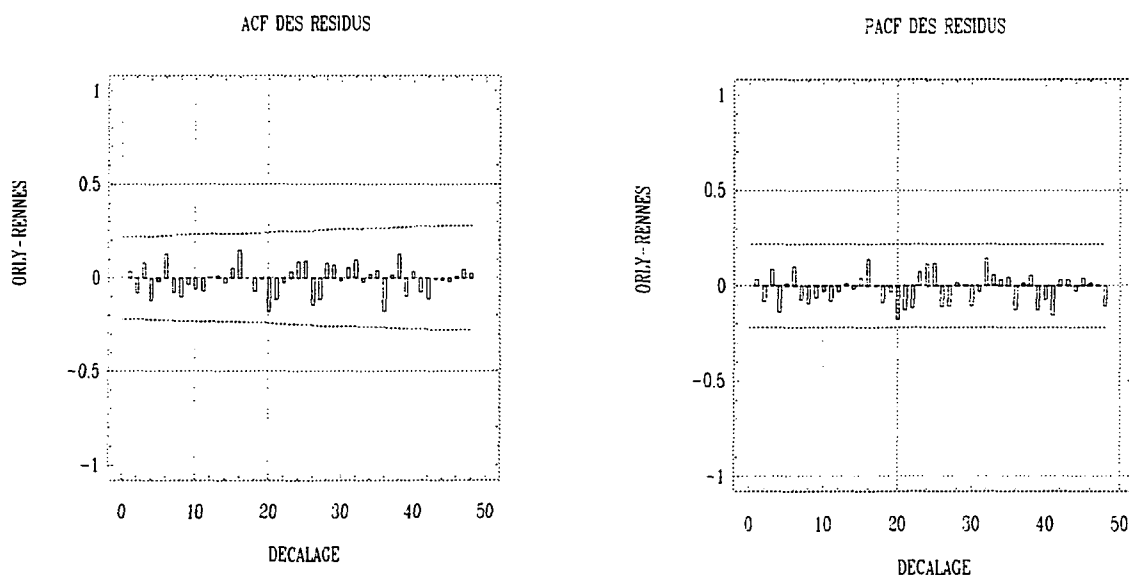 ACF DES RESIDUS
ORLY-RENNES
1
0.5
0
-0.5
-1
0 10 20 30 40 50
DECALAGE
PACF DES RESIDUS
ORLY-RENNES
1
0.5
0
-0.5
-1
0 10 20 30 40 50
DECALAGE